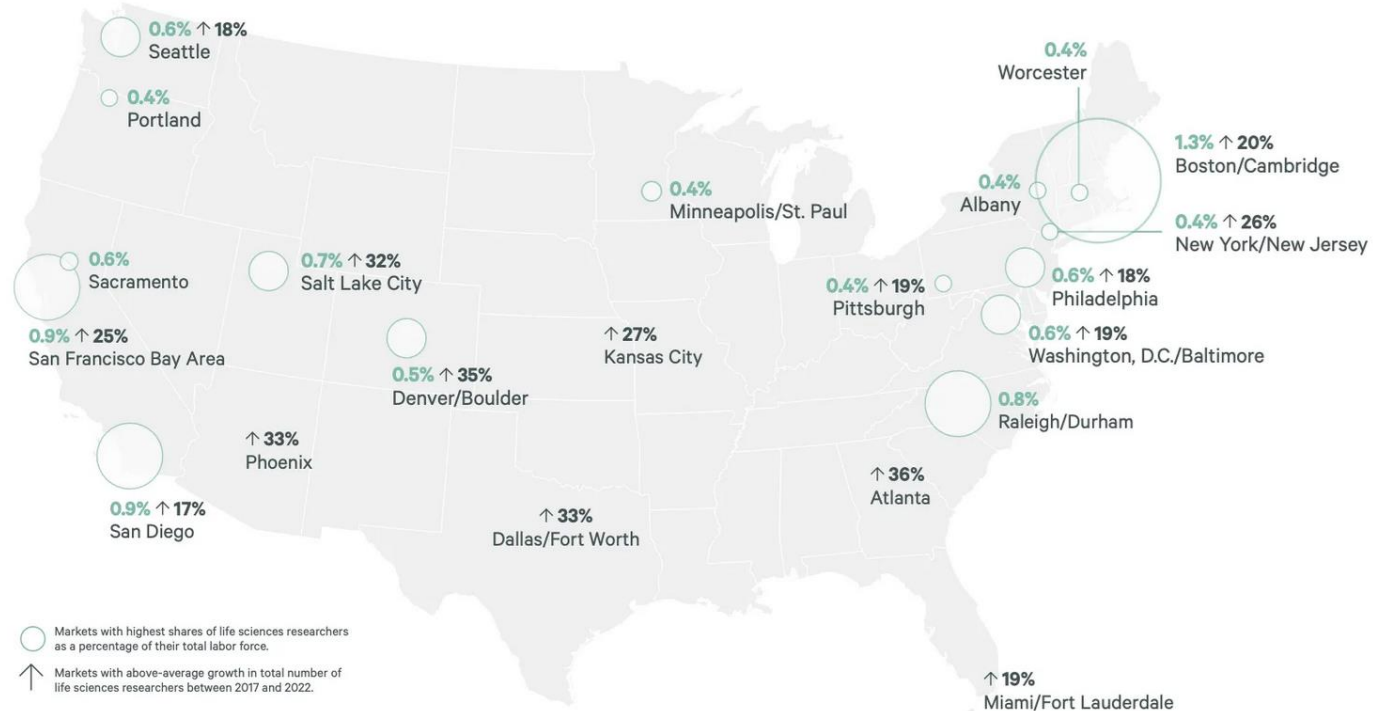 0.6% ↑ 18%
Seattle
0.4%
Portland
0.4%
Worcester
1.3% ↑ 20%
Boston/Cambridge
0.4%
Albany
0.4%
Minneapolis/St. Paul
0.4% ↑ 26%
New York/New Jersey
0.6%
Sacramento
0.7% ↑ 32%
Salt Lake City
0.4% ↑ 19%
Pittsburgh
0.6% ↑ 18%
Philadelphia
0.9% ↑ 25%
San Francisco Bay Area
↑ 27%
Kansas City
0.6% ↑ 19%
Washington, D.C./Baltimore
0.5% ↑ 35%
Denver/Boulder
0.8%
Raleigh/Durham
↑ 33%
Phoenix
↑ 36%
Atlanta
0.9% ↑ 17%
San Diego
↑ 33%
Dallas/Fort Worth
Markets with highest shares of life sciences researchers
as a percentage of their total labor force.
Markets with above-average growth in total number of
life sciences researchers between 2017 and 2022.
↑ 19%
Miami/Fort Lauderdale